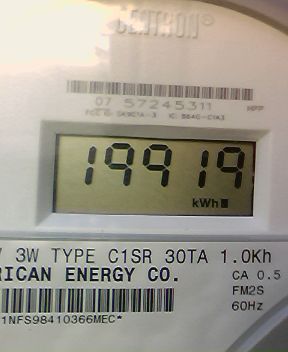 CENTRON®
07 57245311
19919
kWh
3W TYPE C1SR 30TA 1.0Kh
RICAN ENERGY CO.
CA 0.5
FM2S
60Hz
1NFS98410366MEC*